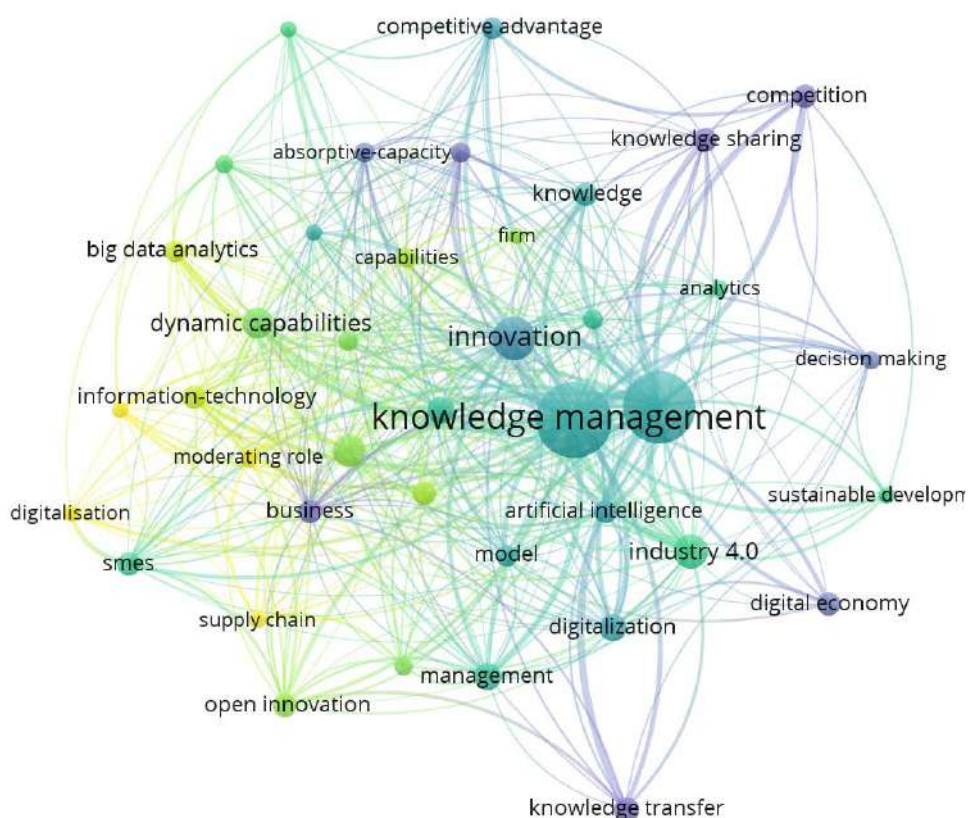 competitive advantage
competition
knowledge sharing
absorptive-capacity
knowledge
firm
big data analytics
capabilities
analytics
dynamic capabilities
innovation
decision making
information-technology
knowledge management
moderating role
sustainable developm
digitalisation
business
artificial intelligence
smes
model
industry 4.0
digital economy
supply chain
digitalization
management
open innovation
knowledge transfer